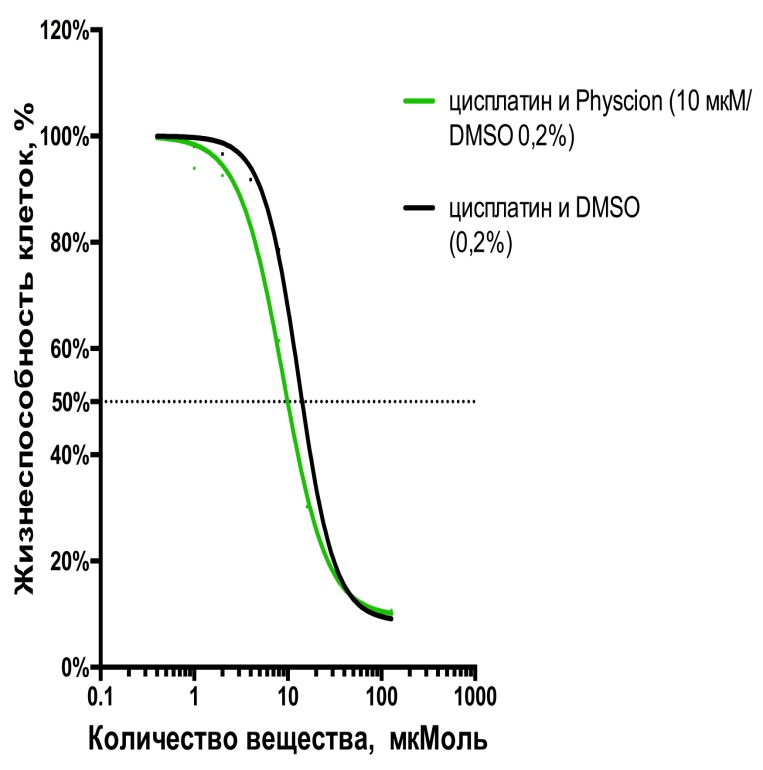 120%
100%
80%
60%
50%
40%
20%
0%
0.1
1
10
100
1000
Жизнеспособность клеток, %
Количество вещества, мкМоль
цисплатин и Physcion (10 мкМ/
DMSO 0,2%)
цисплатин и DMSO
(0,2%)